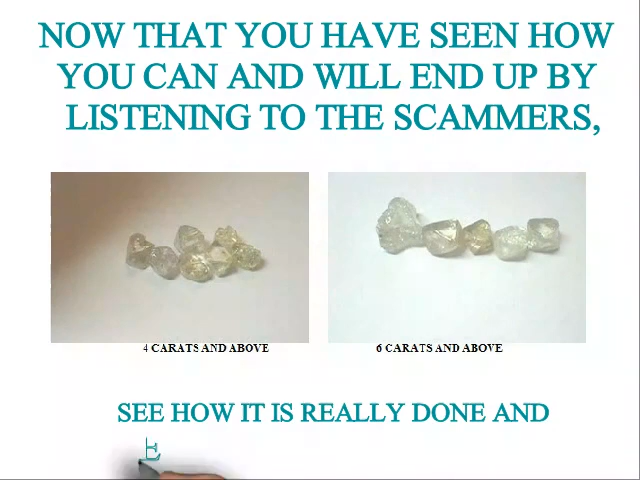 NOW THAT YOU HAVE SEEN HOW
YOU CAN AND WILL END UP BY
LISTENING TO THE SCAMMERS,
4 CARATS AND ABOVE
6 CARATS AND ABOVE
SEE HOW IT IS REALLY DONE AND
E